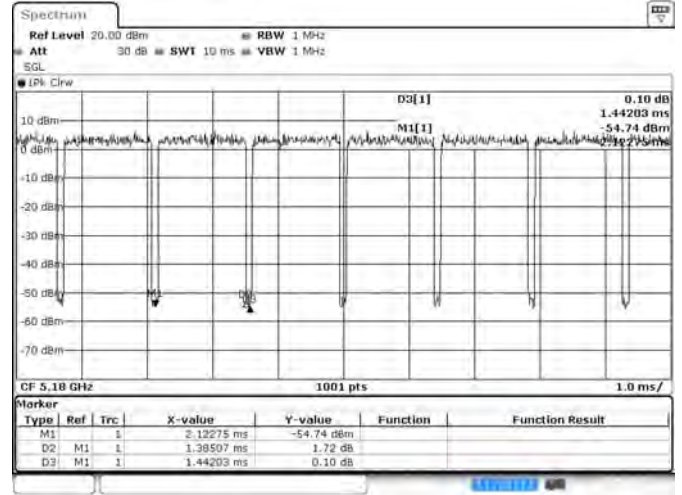 Spectrum
Ref Level 20.00 dBm RBW 1 MHz
Att 30 dB SWT 10 ms VBW 1 MHz
SGL
1Pk Clrw
D3[1] 0.10 dB
1.44203 ms
10 dBm
M1[1] -54.74 dBm
2.12275 ms
0 dBm
-10 dBm
-20 dBm
-30 dBm
-40 dBm
-50 dBm
M1
-60 dBm
-70 dBm
CF 5.18 GHz 1001 pts 1.0 ms/
Marker
Type Ref Trc X-value Y-value Function Function Result
M1 1 2.12275 ms -54.74 dBm
D2 M1 1 1.38507 ms 1.72 dB
D3 M1 1 1.44203 ms 0.10 dB